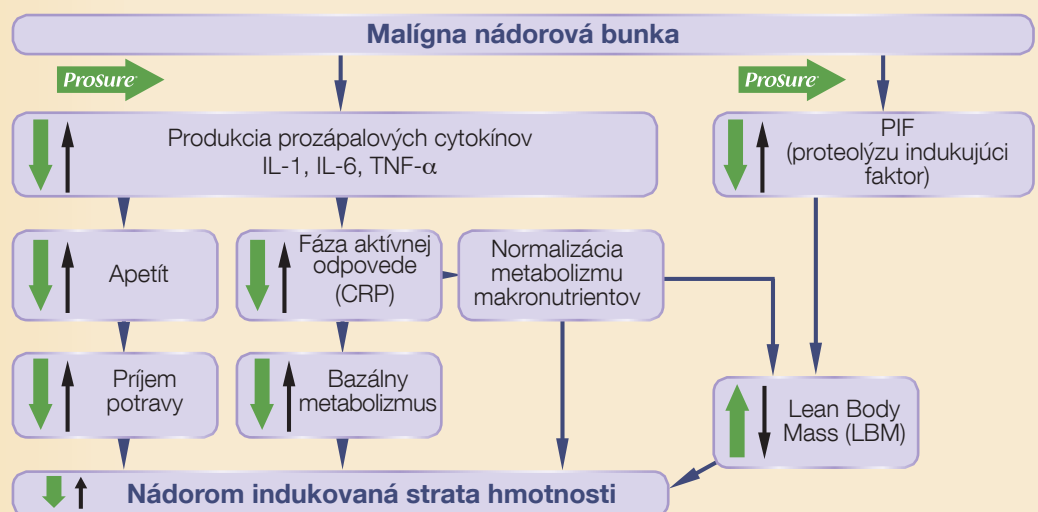 Malígna nádorová bunka
Prosure
Prosure
Produkcia prozápalových cytokínov
IL-1, IL-6, TNF-α
PIF
(proteolýzu indukujúci
faktor)
Apetít
Fáza aktívnej
odpovede
(CRP)
Normalizácia
metabolizmu
makronutrientov
Príjem
potravy
Bazálny
metabolizmus
Lean Body
Mass (LBM)
Nádorom indukovaná strata hmotnosti